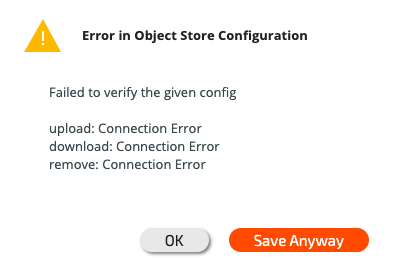 Error in Object Store Configuration
Failed to verify the given config
upload: Connection Error
download: Connection Error
remove: Connection Error
OK
Save Anyway